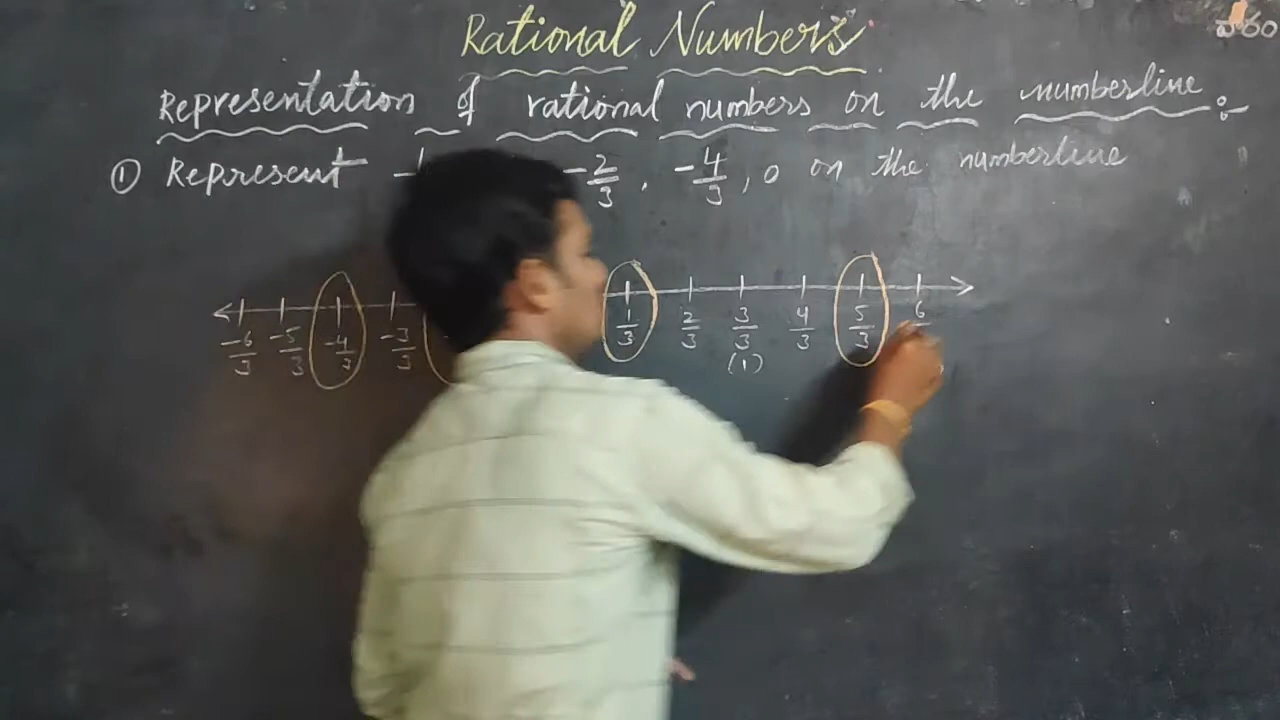 వారం
Rational Numbers
Representation of rational numbers on the numberline :-
① Represent -2/3, -4/3, 0 on the numberline
-6/3 -5/3 -4/3 -3/3 1/3 2/3 3/3 4/3 5/3 6
(1)